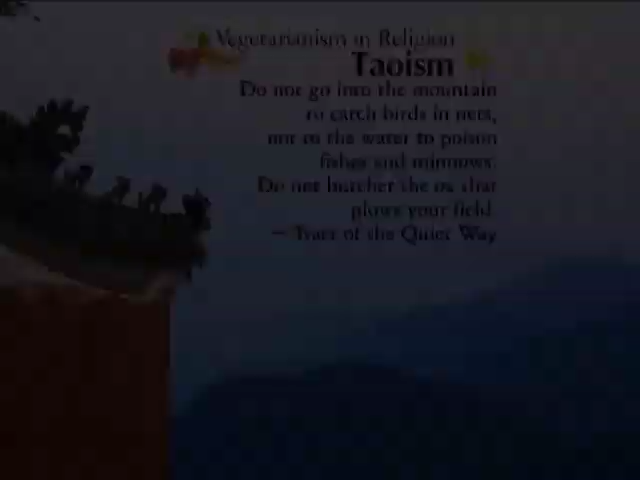 Vegetarianism in Religion
Taoism
Do not go into the mountain
to catch birds in nets,
nor to the water to poison
fishes and minnows.
Do not butcher the ox that
plows your field.
— Tract of the Quiet Way